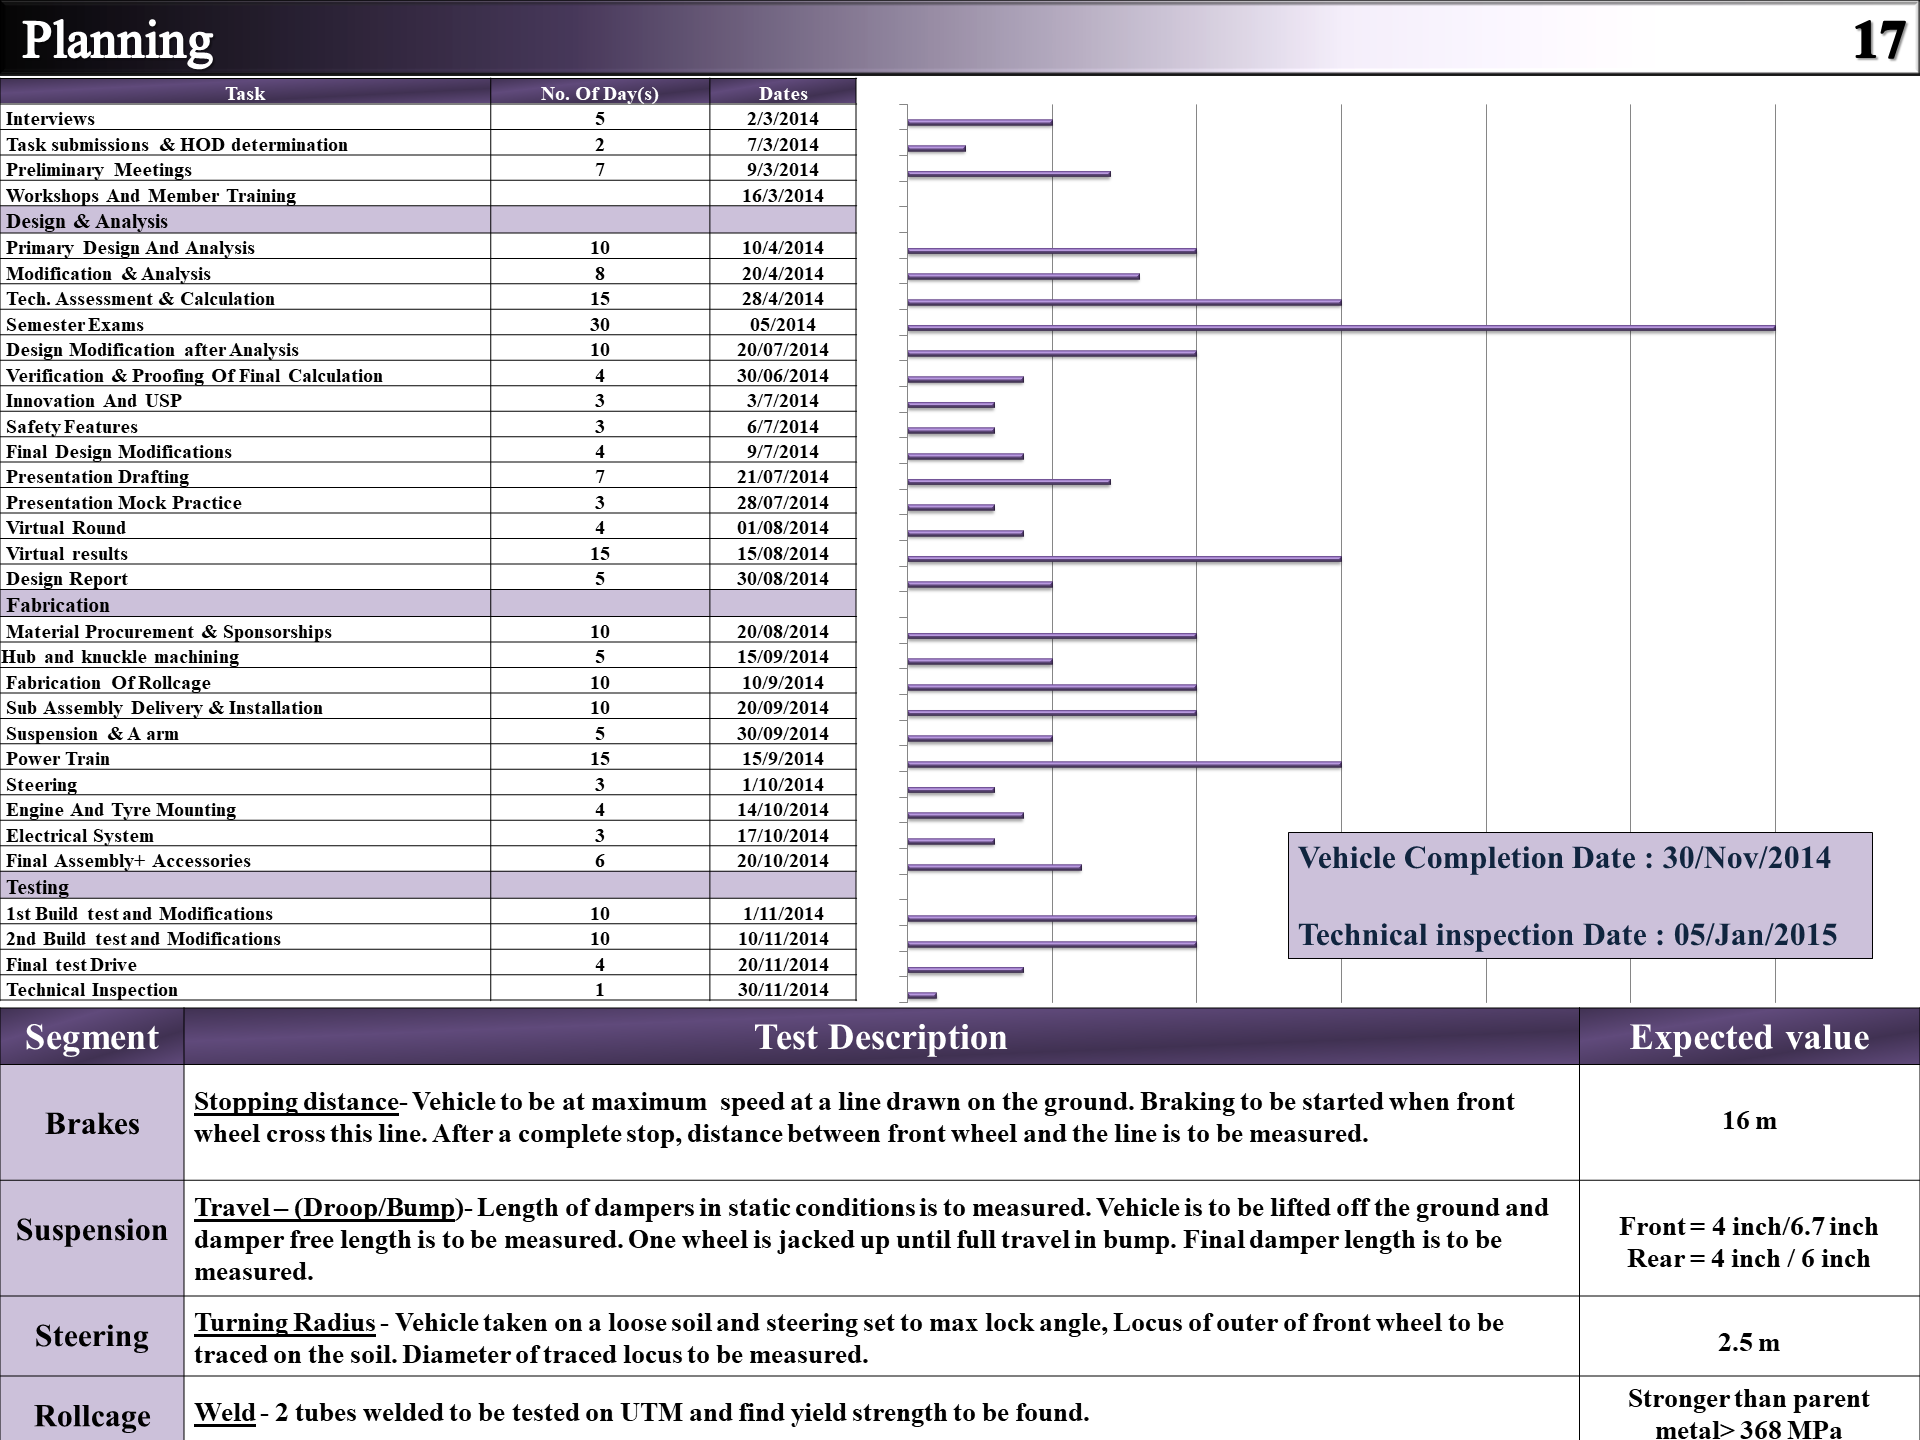 Planning 17
Task No. Of Day(s) Dates
Interviews 5 2/3/2014
Task submissions & HOD determination 2 7/3/2014
Preliminary Meetings 7 9/3/2014
Workshops And Member Training 16/3/2014
Design & Analysis
Primary Design And Analysis 10 10/4/2014
Modification & Analysis 8 20/4/2014
Tech. Assessment & Calculation 15 28/4/2014
Semester Exams 30 05/2014
Design Modification after Analysis 10 20/07/2014
Verification & Proofing Of Final Calculation 4 30/06/2014
Innovation And USP 3 3/7/2014
Safety Features 3 6/7/2014
Final Design Modifications 4 9/7/2014
Presentation Drafting 7 21/07/2014
Presentation Mock Practice 3 28/07/2014
Virtual Round 4 01/08/2014
Virtual results 15 15/08/2014
Design Report 5 30/08/2014
Fabrication
Material Procurement & Sponsorships 10 20/08/2014
Hub and knuckle machining 5 15/09/2014
Fabrication Of Rollcage 10 10/9/2014
Sub Assembly Delivery & Installation 10 20/09/2014
Suspension & A arm 5 30/09/2014
Power Train 15 15/9/2014
Steering 3 1/10/2014
Engine And Tyre Mounting 4 14/10/2014
Electrical System 3 17/10/2014
Final Assembly+ Accessories 6 20/10/2014
Testing
1st Build test and Modifications 10 1/11/2014
2nd Build test and Modifications 10 10/11/2014
Final test Drive 4 20/11/2014
Technical Inspection 1 30/11/2014
Vehicle Completion Date : 30/Nov/2014
Technical inspection Date : 05/Jan/2015
Segment Test Description Expected value
Brakes
Stopping distance- Vehicle to be at maximum speed at a line drawn on the ground. Braking to be started when front
wheel cross this line. After a complete stop, distance between front wheel and the line is to be measured.
16 m
Suspension
Travel – (Droop/Bump)- Length of dampers in static conditions is to measured. Vehicle is to be lifted off the ground and
damper free length is to be measured. One wheel is jacked up until full travel in bump. Final damper length is to be
measured.
Front = 4 inch/6.7 inch
Rear = 4 inch / 6 inch
Steering
Turning Radius - Vehicle taken on a loose soil and steering set to max lock angle, Locus of outer of front wheel to be
traced on the soil. Diameter of traced locus to be measured.
2.5 m
Rollcage
Weld - 2 tubes welded to be tested on UTM and find yield strength to be found.
Stronger than parent
metal> 368 MPa